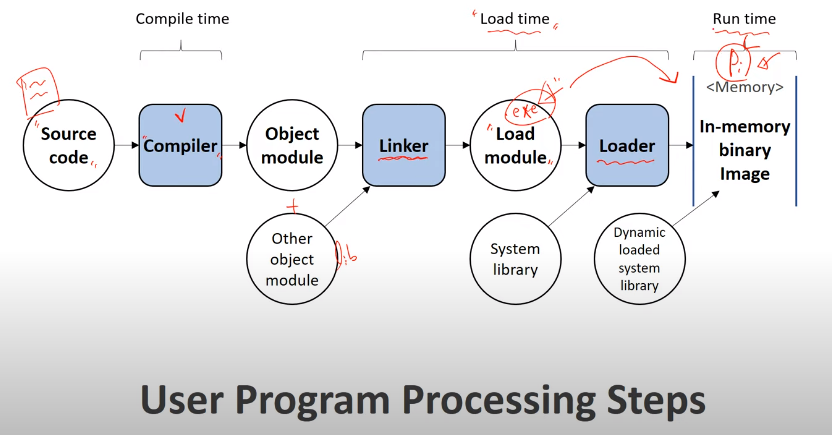 Compile time
"Load time"
Run time
Pi
<Memory>
exe
"Source
code"
"Compiler"
Object
module
Linker
"Load
module"
Loader
In-memory
binary
Image
+
Other
object
module
lib
System
library
Dynamic
loaded
system
library
User Program Processing Steps